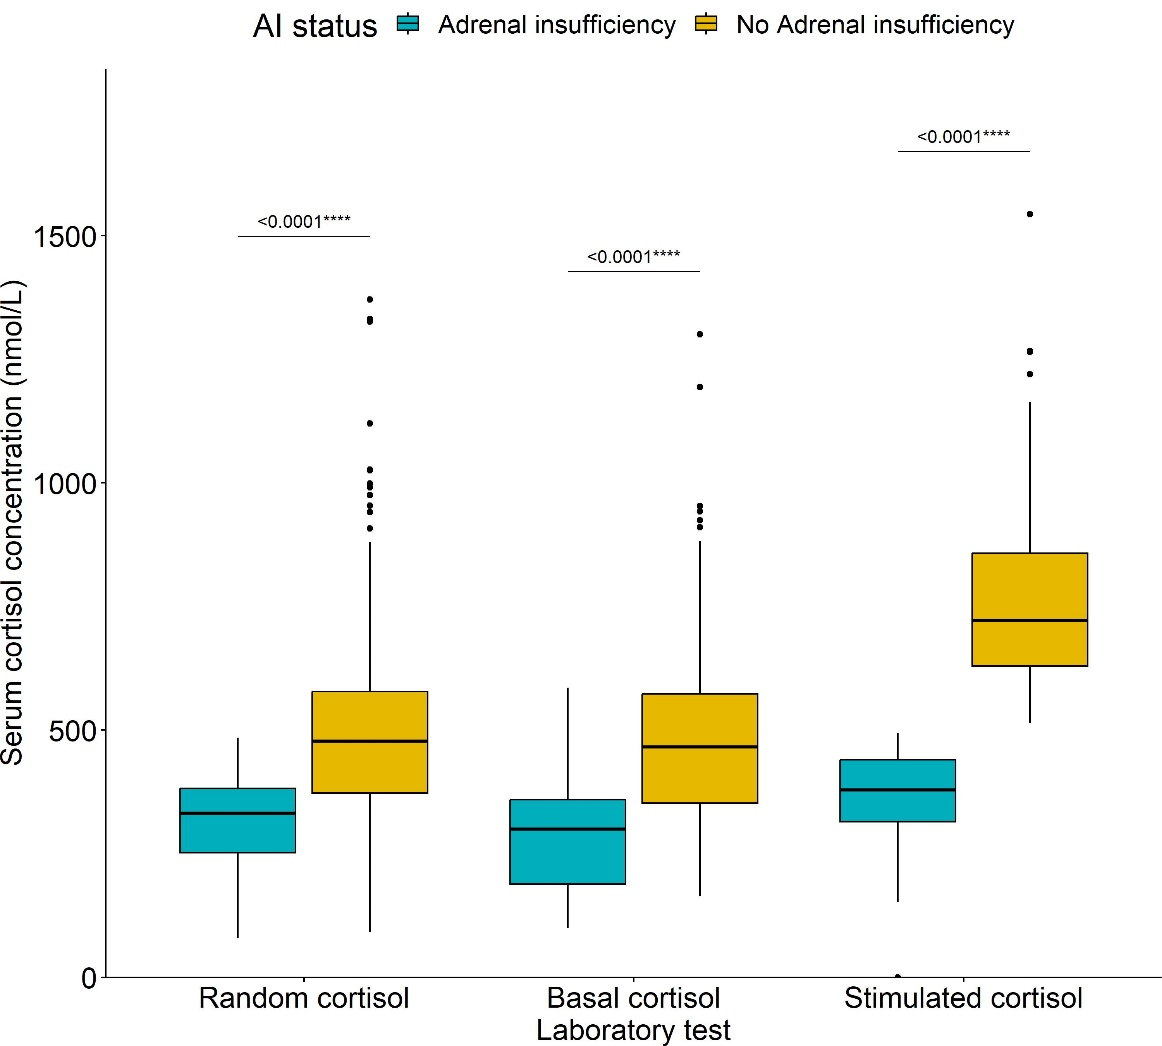 AI status Adrenal insufficiency No Adrenal insufficiency
<0.0001****
<0.0001****
<0.0001****
Serum cortisol concentration (nmol/L)
1500
1000
500
0
Random cortisol Basal cortisol Stimulated cortisol
Laboratory test